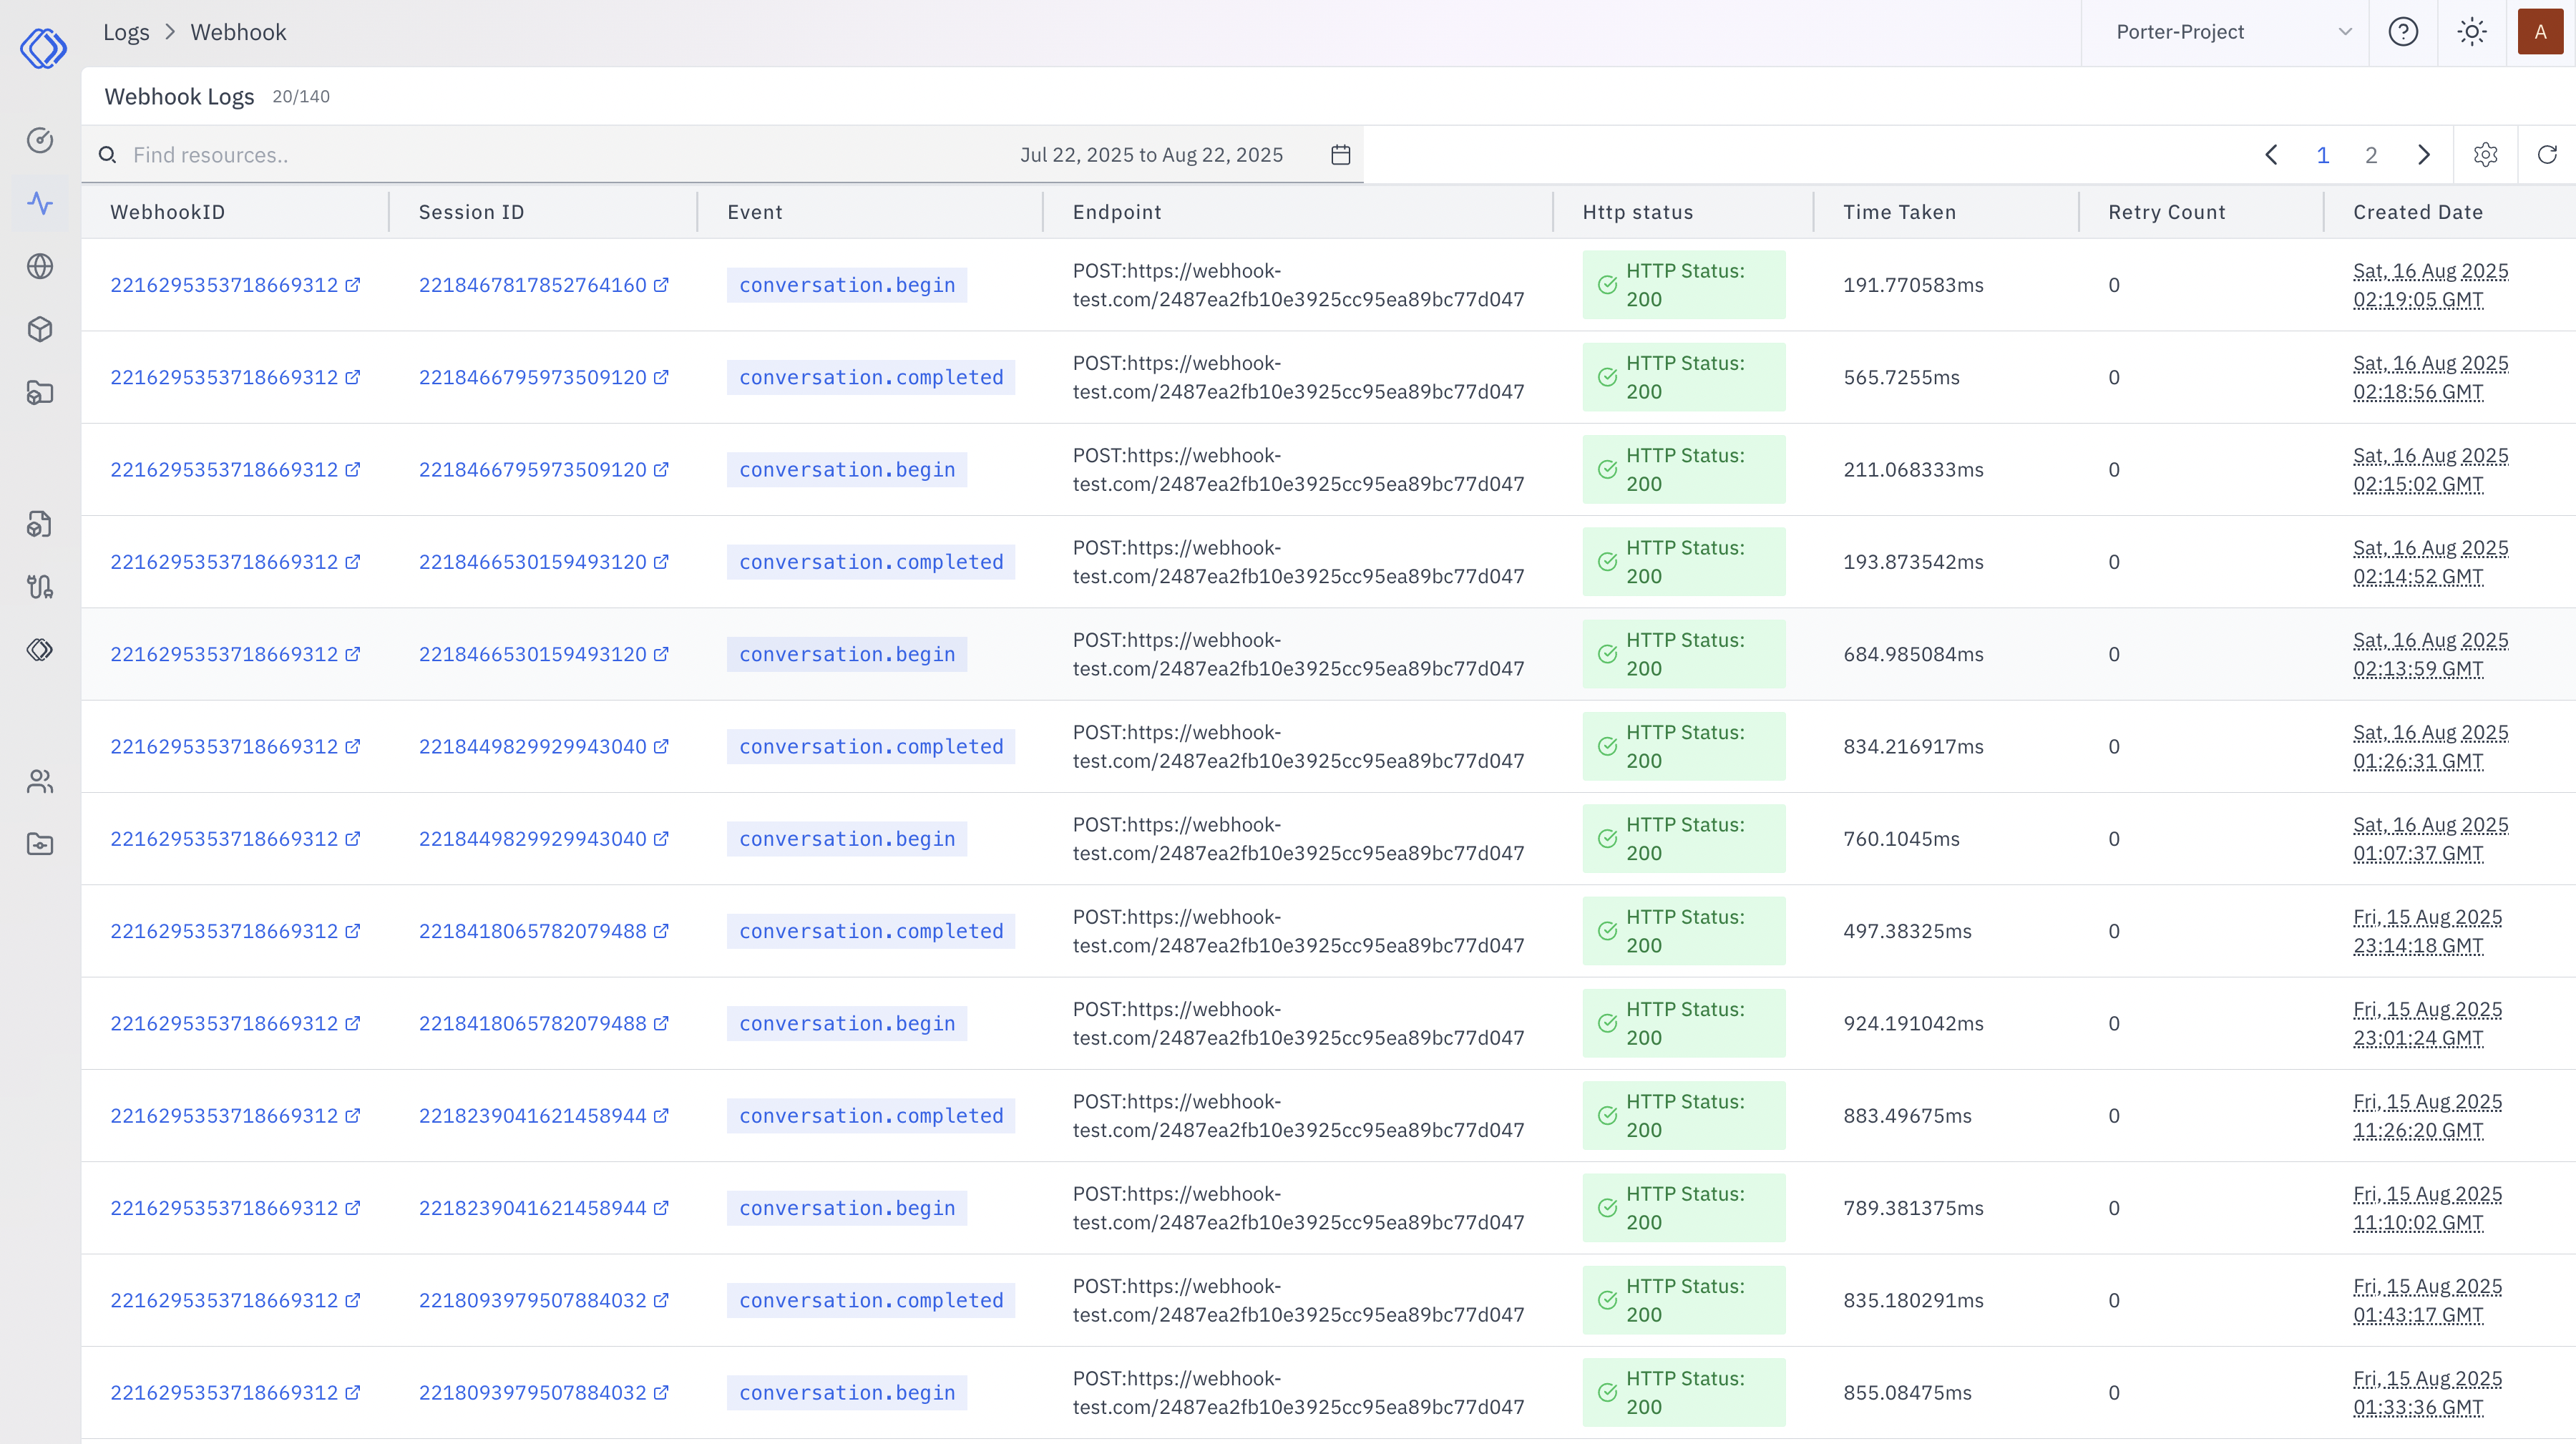 Logs > Webhook
Porter-Project
A
Webhook Logs 20/140
Find resources..
Jul 22, 2025 to Aug 22, 2025
1 2
WebhookID Session ID Event Endpoint Http status Time Taken Retry Count Created Date
2216295353718669312 2218467817852764160 conversation.begin POST:https://webhook- HTTP Status: 191.770583ms 0 Sat, 16 Aug 2025
test.com/2487ea2fb10e3925cc95ea89bc77d047 200 02:19:05 GMT
2216295353718669312 2218466795973509120 conversation.completed POST:https://webhook- HTTP Status: 565.7255ms 0 Sat, 16 Aug 2025
test.com/2487ea2fb10e3925cc95ea89bc77d047 200 02:18:56 GMT
2216295353718669312 2218466795973509120 conversation.begin POST:https://webhook- HTTP Status: 211.068333ms 0 Sat, 16 Aug 2025
test.com/2487ea2fb10e3925cc95ea89bc77d047 200 02:15:02 GMT
2216295353718669312 2218466530159493120 conversation.completed POST:https://webhook- HTTP Status: 193.873542ms 0 Sat, 16 Aug 2025
test.com/2487ea2fb10e3925cc95ea89bc77d047 200 02:14:52 GMT
2216295353718669312 2218466530159493120 conversation.begin POST:https://webhook- HTTP Status: 684.985084ms 0 Sat, 16 Aug 2025
test.com/2487ea2fb10e3925cc95ea89bc77d047 200 02:13:59 GMT
2216295353718669312 2218449829929943040 conversation.completed POST:https://webhook- HTTP Status: 834.216917ms 0 Sat, 16 Aug 2025
test.com/2487ea2fb10e3925cc95ea89bc77d047 200 01:26:31 GMT
2216295353718669312 2218449829929943040 conversation.begin POST:https://webhook- HTTP Status: 760.1045ms 0 Sat, 16 Aug 2025
test.com/2487ea2fb10e3925cc95ea89bc77d047 200 01:07:37 GMT
2216295353718669312 2218418065782079488 conversation.completed POST:https://webhook- HTTP Status: 497.38325ms 0 Fri, 15 Aug 2025
test.com/2487ea2fb10e3925cc95ea89bc77d047 200 23:14:18 GMT
2216295353718669312 2218418065782079488 conversation.begin POST:https://webhook- HTTP Status: 924.191042ms 0 Fri, 15 Aug 2025
test.com/2487ea2fb10e3925cc95ea89bc77d047 200 23:01:24 GMT
2216295353718669312 2218239041621458944 conversation.completed POST:https://webhook- HTTP Status: 883.49675ms 0 Fri, 15 Aug 2025
test.com/2487ea2fb10e3925cc95ea89bc77d047 200 11:26:20 GMT
2216295353718669312 2218239041621458944 conversation.begin POST:https://webhook- HTTP Status: 789.381375ms 0 Fri, 15 Aug 2025
test.com/2487ea2fb10e3925cc95ea89bc77d047 200 11:10:02 GMT
2216295353718669312 2218093979507884032 conversation.completed POST:https://webhook- HTTP Status: 835.180291ms 0 Fri, 15 Aug 2025
test.com/2487ea2fb10e3925cc95ea89bc77d047 200 01:43:17 GMT
2216295353718669312 2218093979507884032 conversation.begin POST:https://webhook- HTTP Status: 855.08475ms 0 Fri, 15 Aug 2025
test.com/2487ea2fb10e3925cc95ea89bc77d047 200 01:33:36 GMT